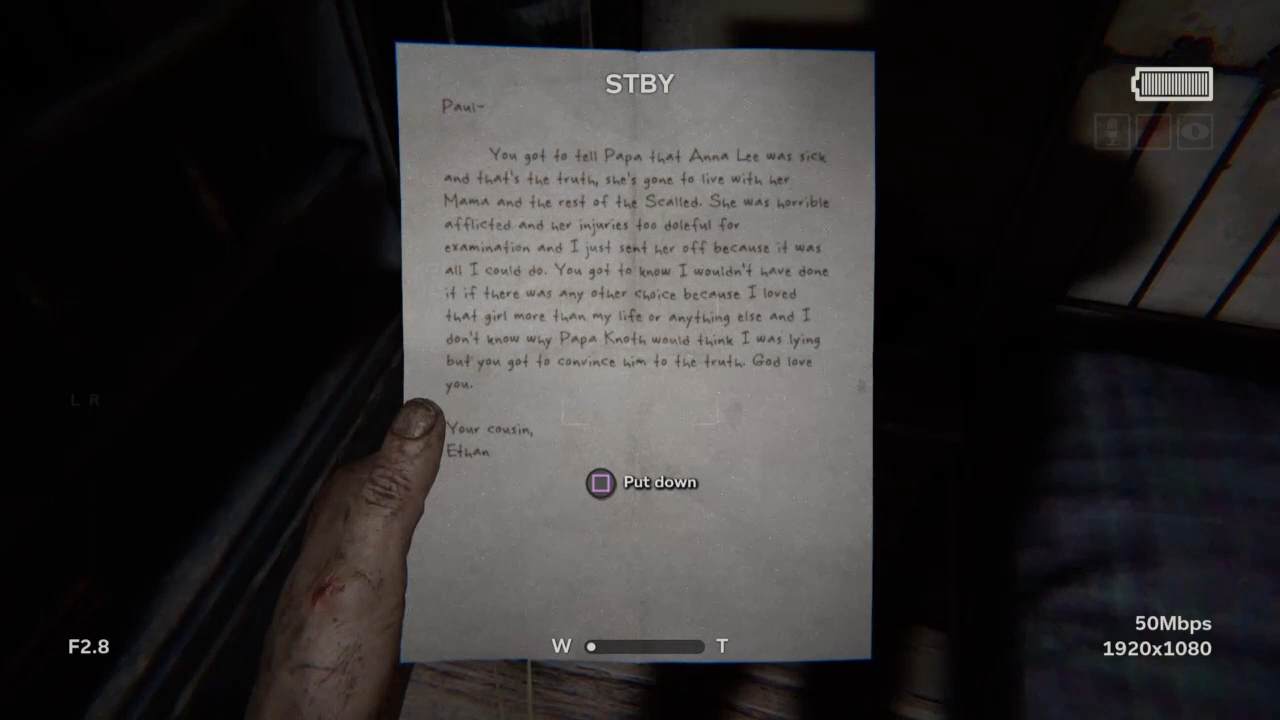 STBY
Paul-
You got to tell Papa that Anna Lee was sick
and that's the truth, she's gone to live with her
Mama and the rest of the Scalled. She was horrible
afflicted and her injuries too doleful for
examination and I just sent her off because it was
all I could do. You got to know I wouldn't have done
it if there was any other choice because I loved
that girl more than my life or anything else and I
don't know why Papa Knoth would think I was lying
but you got to convince him to the truth. God love
you.
L R
Your cousin,
Ethan
Put down
50Mbps
F2.8
W T
1920x1080